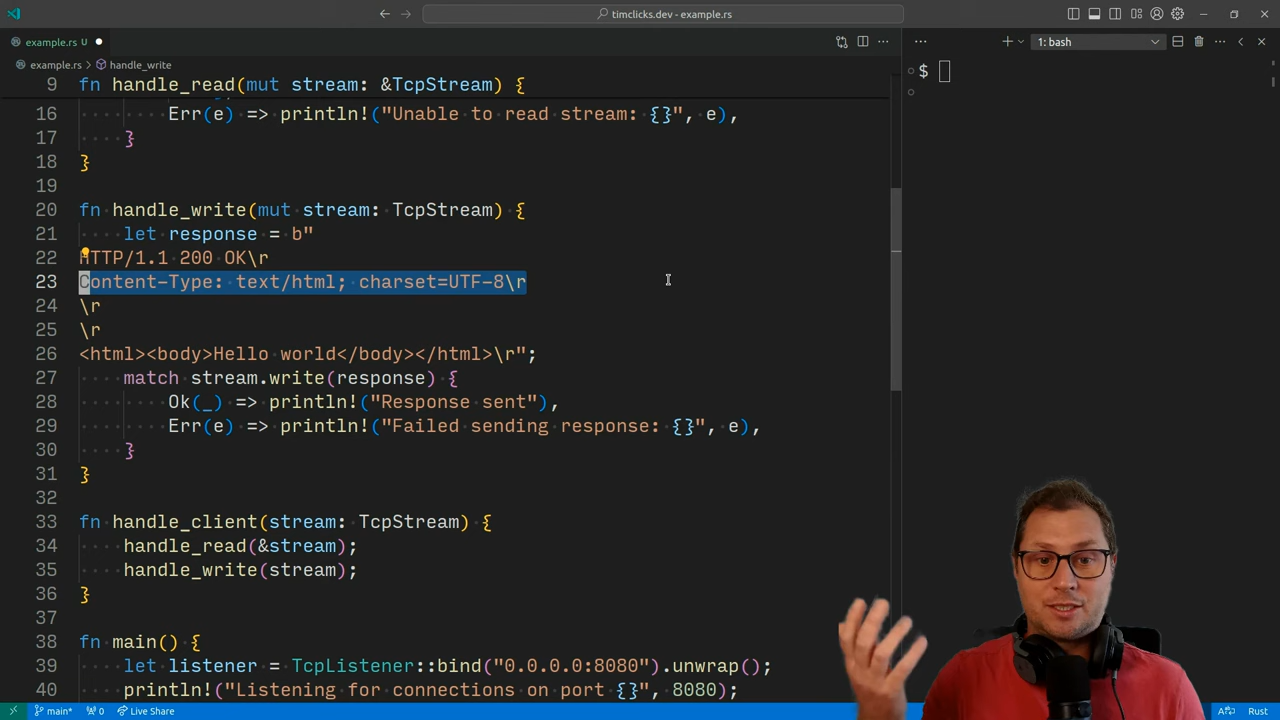 timclicks.dev - example.rs
example.rs U
1: bash
example.rs > handle_write
9 fn handle_read(mut stream: &TcpStream) {
$
16 Err(e) => println!("Unable to read stream: {}", e),
17 }
18 }
19
20 fn handle_write(mut stream: TcpStream) {
21 let response = b"
22 HTTP/1.1 200 OK\r
23 Content-Type: text/html; charset=UTF-8\r
24 \r
25 \r
26 <html><body>Hello world</body></html>\r";
27 match stream.write(response) {
28 Ok(_) => println!("Response sent"),
29 Err(e) => println!("Failed sending response: {}", e),
30 }
31 }
32
33 fn handle_client(stream: TcpStream) {
34 handle_read(&stream);
35 handle_write(stream);
36 }
37
38 fn main() {
39 let listener = TcpListener::bind("0.0.0.0:8080").unwrap();
40 println!("Listening for connections on port {}", 8080);
main* 0 Live Share
Rust